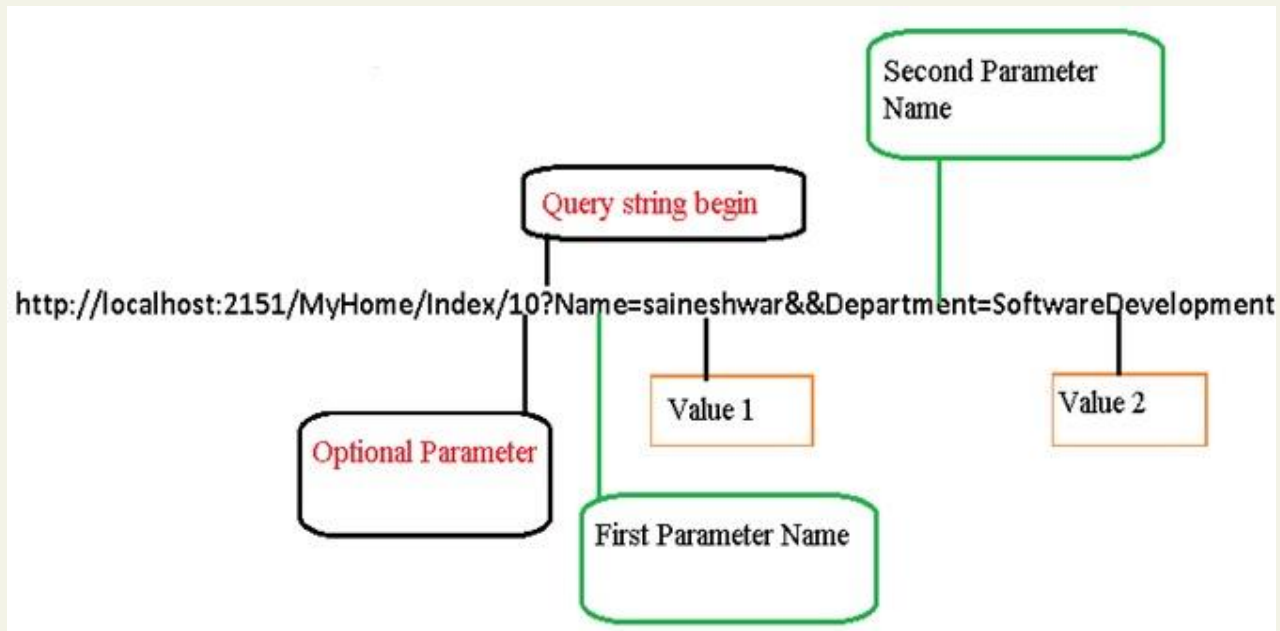 Second Parameter
Name
Query string begin
http://localhost:2151/MyHome/Index/10?Name=saineshwar&&Department=SoftwareDevelopment
Value 1
Value 2
Optional Parameter
First Parameter Name